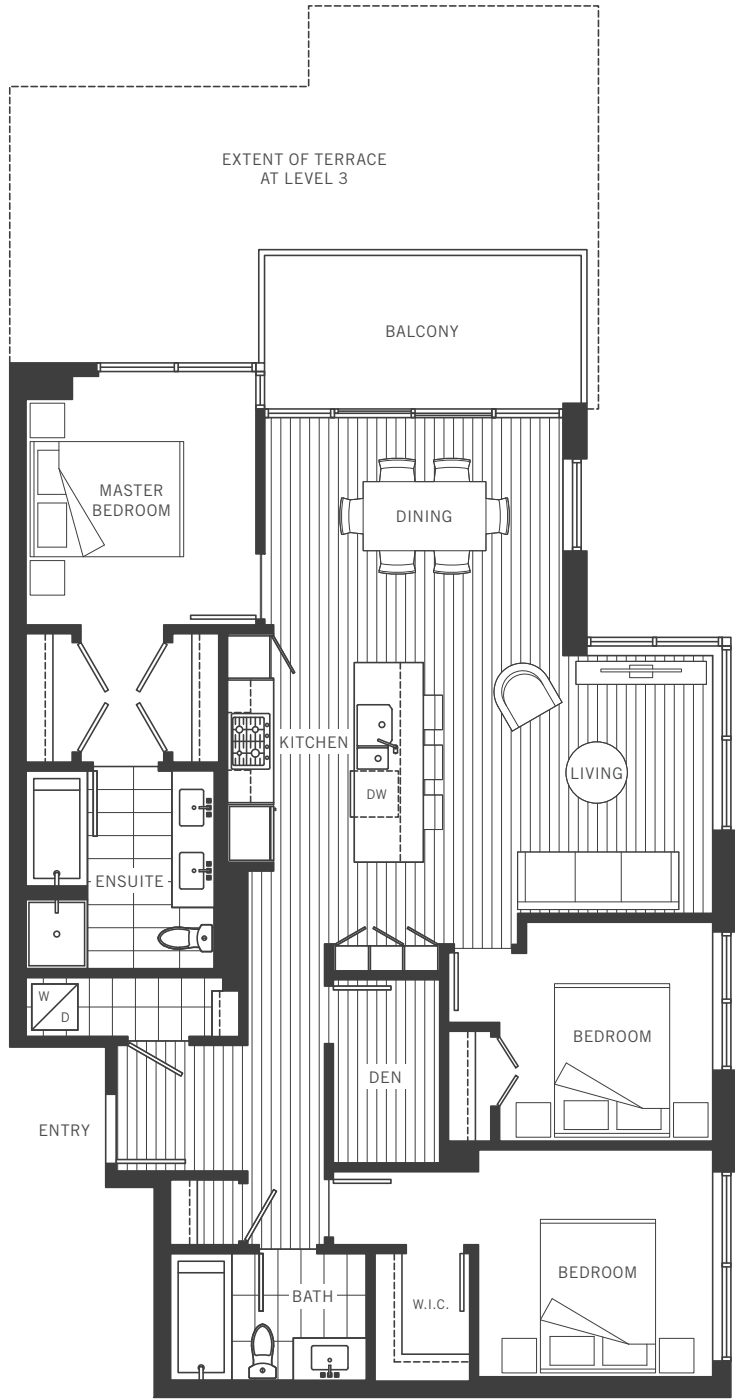 EXTENT OF TERRACE
AT LEVEL 3
BALCONY
MASTER
BEDROOM
DINING
KITCHEN
LIVING
DW
ENSUITE
W
D
BEDROOM
DEN
ENTRY
BEDROOM
BATH
W.I.C.